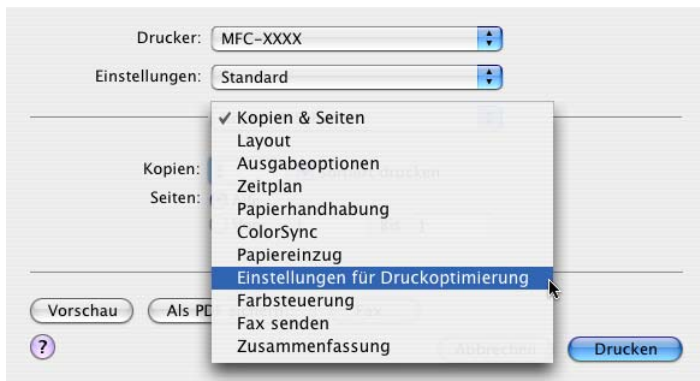 Drucker: MFC-XXXX
Einstellungen: Standard
✓ Kopien & Seiten
Layout
Ausgabeoptionen
Kopien:
Zeitplan
Seiten:
Papierhandhabung
ColorSync
Papiereinzug
Einstellungen für Druckoptimierung
Farbsteuerung
Vorschau Als PD
Fax senden
? Zusammenfassung Abbrechen Drucken